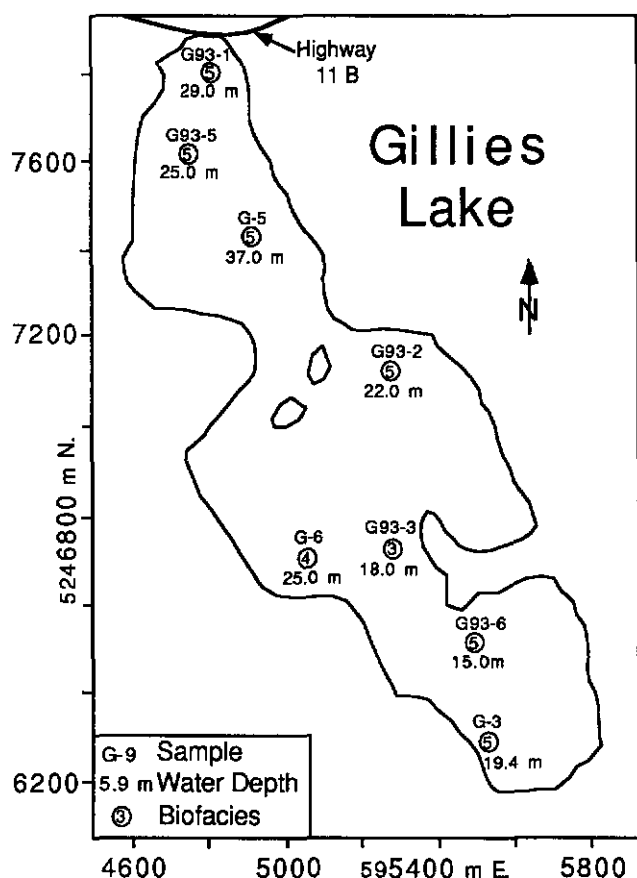 G93-1
5
29.0 m
Highway
11 B
G93-5
5
25.0 m
7600
Gillies
Lake
G-5
5
37.0 m
N
7200
G93-2
5
22.0 m
5246800 m N.
G-6
4
25.0 m
G93-3
3
18.0 m
G93-6
5
15.0m
G-3
5
19.4 m
G-9 Sample
5.9 m Water Depth
3 Biofacies
6200
4600 5000 595400 m E. 5800